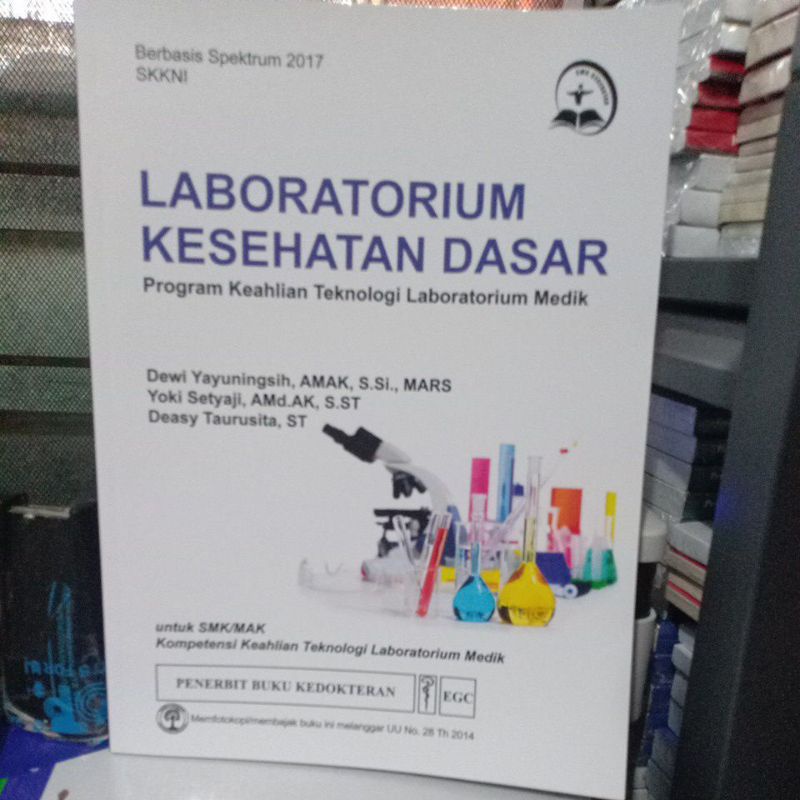 Berbasis Spektrum 2017
SKKNI
LABORATORIUM
KESEHATAN DASAR
Program Keahlian Teknologi Laboratorium Medik
Dewi Yayuningsih, AMAK, S.Si., MARS
Yoki Setyaji, AMd.AK, S.ST
Deasy Taurusita, ST
untuk SMK/MAK
Kompetensi Keahlian Teknologi Laboratorium Medik
PENERBIT BUKU KEDOKTERAN EGC
Memfotokopi/membajak buku ini melanggar UU No. 28 Th 2014